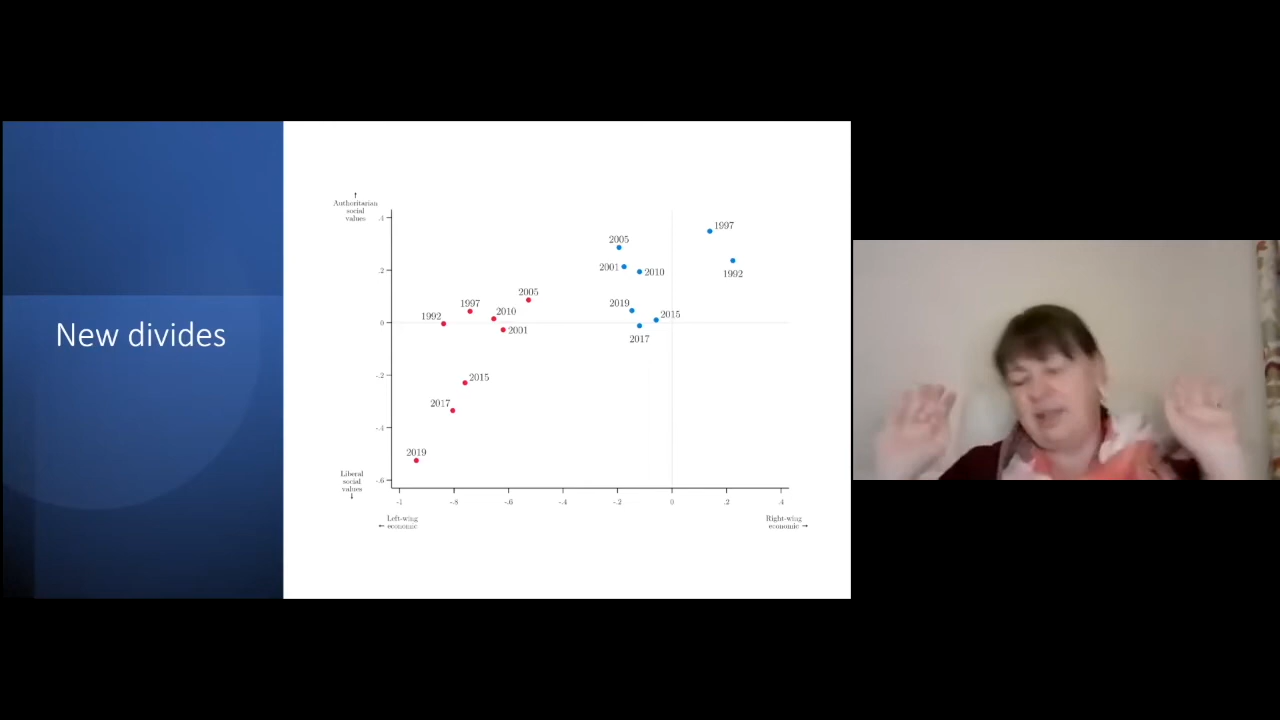 New divides
↑
Authoritarian
social
values
.4
.2
0
-.2
-.4
-.6
Liberal
social
values
↓
1997
2005
2001
2010
1992
2005
1997
2010
1992
2001
2019
2015
2017
2015
2017
2019
-1
-.8
-.6
-.4
-.2
0
.2
.4
Left-wing
← economic
Right-wing
economic →